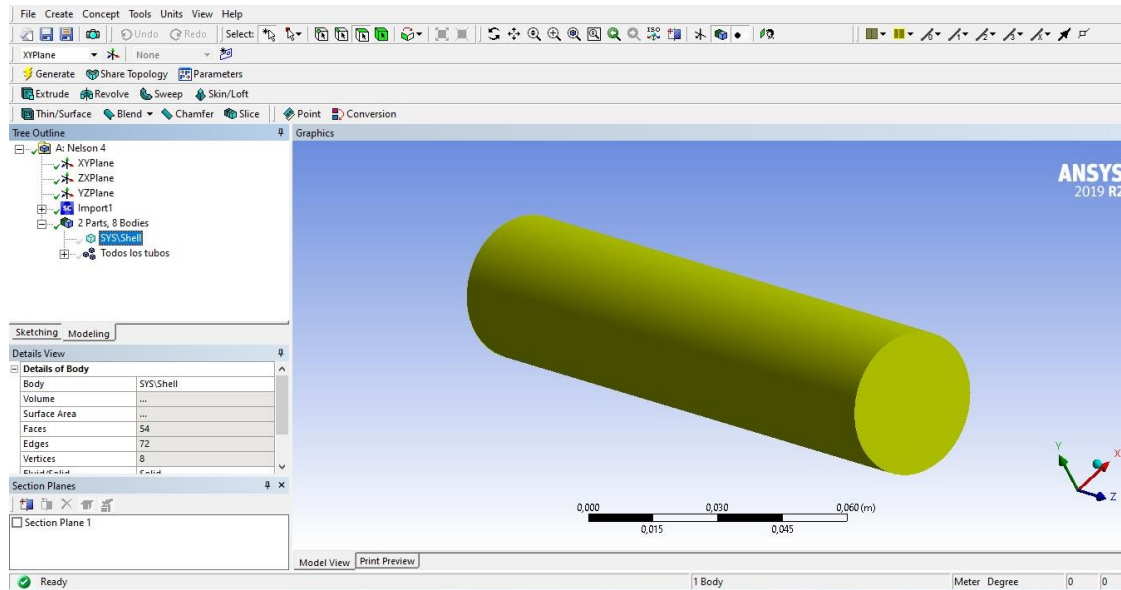 File Create Concept Tools Units View Help
Undo Redo Select:
XYPlane None
Generate Share Topology Parameters
Extrude Revolve Sweep Skin/Loft
Thin/Surface Blend Chamfer Slice Point Conversion
Tree Outline
A: Nelson 4
XYPlane
ZXPlane
YZPlane
Import1
2 Parts, 8 Bodies
SYS\Shell
Todos los tubos
Sketching Modeling
Details View
Details of Body
Body SYS\Shell
Volume ...
Surface Area ...
Faces 54
Edges 72
Vertices 8
Fluid/Solid Solid
Section Planes
Section Plane 1
Graphics
ANSYS
2019 R2
0,000 0,030 0,060 (m)
0,015 0,045
Y
X
Z
Model View Print Preview
Ready 1 Body Meter Degree 0 0